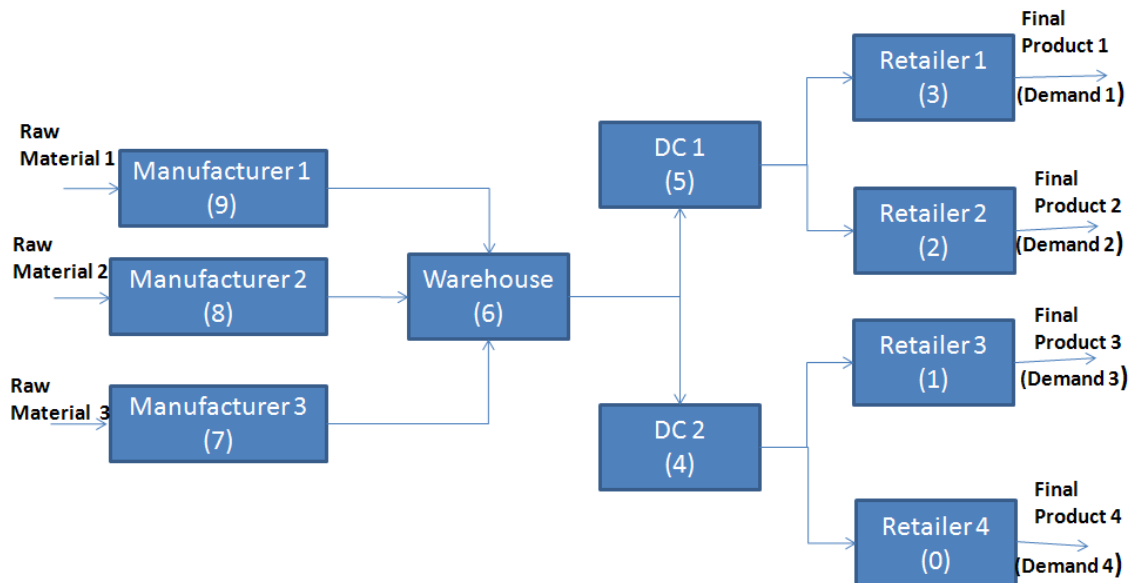 Raw
Material 1
Manufacturer 1
(9)
Raw
Material 2
Manufacturer 2
(8)
Raw
Material 3
Manufacturer 3
(7)
Warehouse
(6)
DC 1
(5)
DC 2
(4)
Retailer 1
(3)
Final
Product 1
(Demand 1)
Retailer 2
(2)
Final
Product 2
(Demand 2)
Retailer 3
(1)
Final
Product 3
(Demand 3)
Retailer 4
(0)
Final
Product 4
(Demand 4)